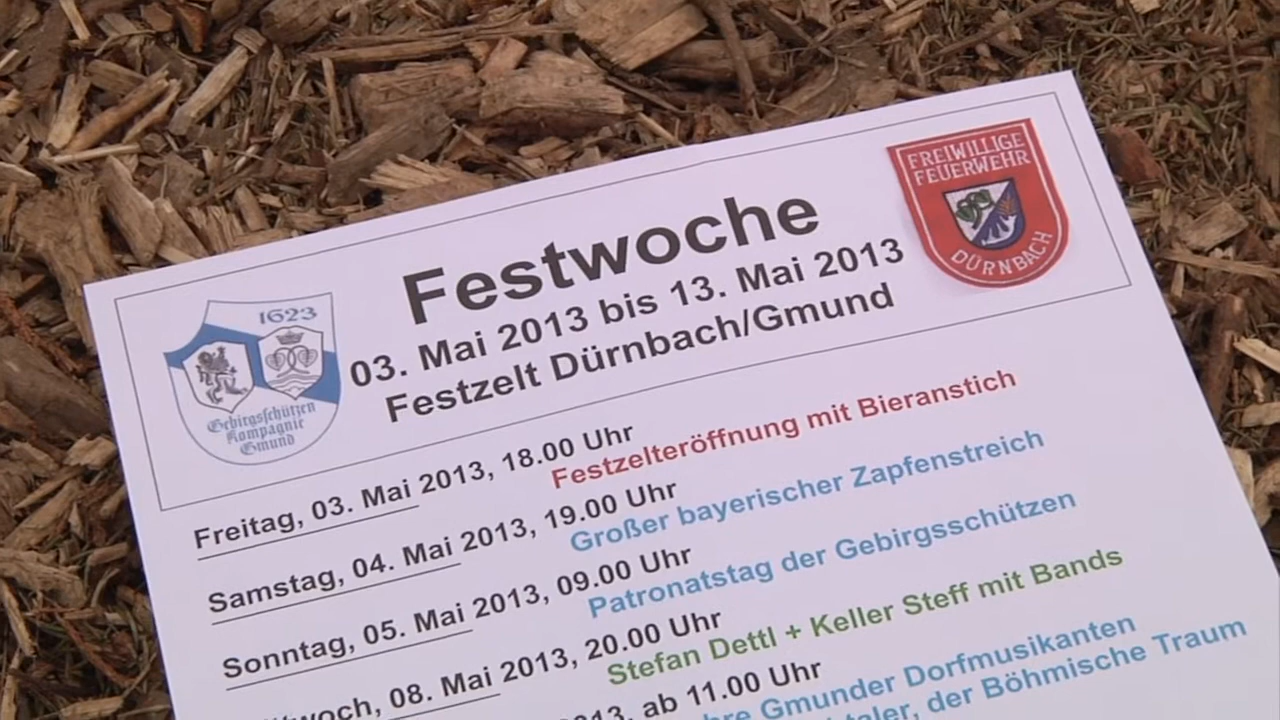 FREIWILLIGE
FEUERWEHR
DÜRNBACH
Festwoche
03. Mai 2013 bis 13. Mai 2013
Festzelt Dürnbach/Gmund
1623
Gebirgsschützen
Kompagnie
Gmund
Freitag, 03. Mai 2013, 18.00 Uhr
Festzelteröffnung mit Bieranstich
Samstag, 04. Mai 2013, 19.00 Uhr
Großer bayerischer Zapfenstreich
Sonntag, 05. Mai 2013, 09.00 Uhr
Patronatstag der Gebirgsschützen
08. Mai 2013, 20.00 Uhr
Stefan Dettl + Keller Steff mit Bands
ab 11.00 Uhr
Gmunder Dorfmusikanten
der Böhmische Traum